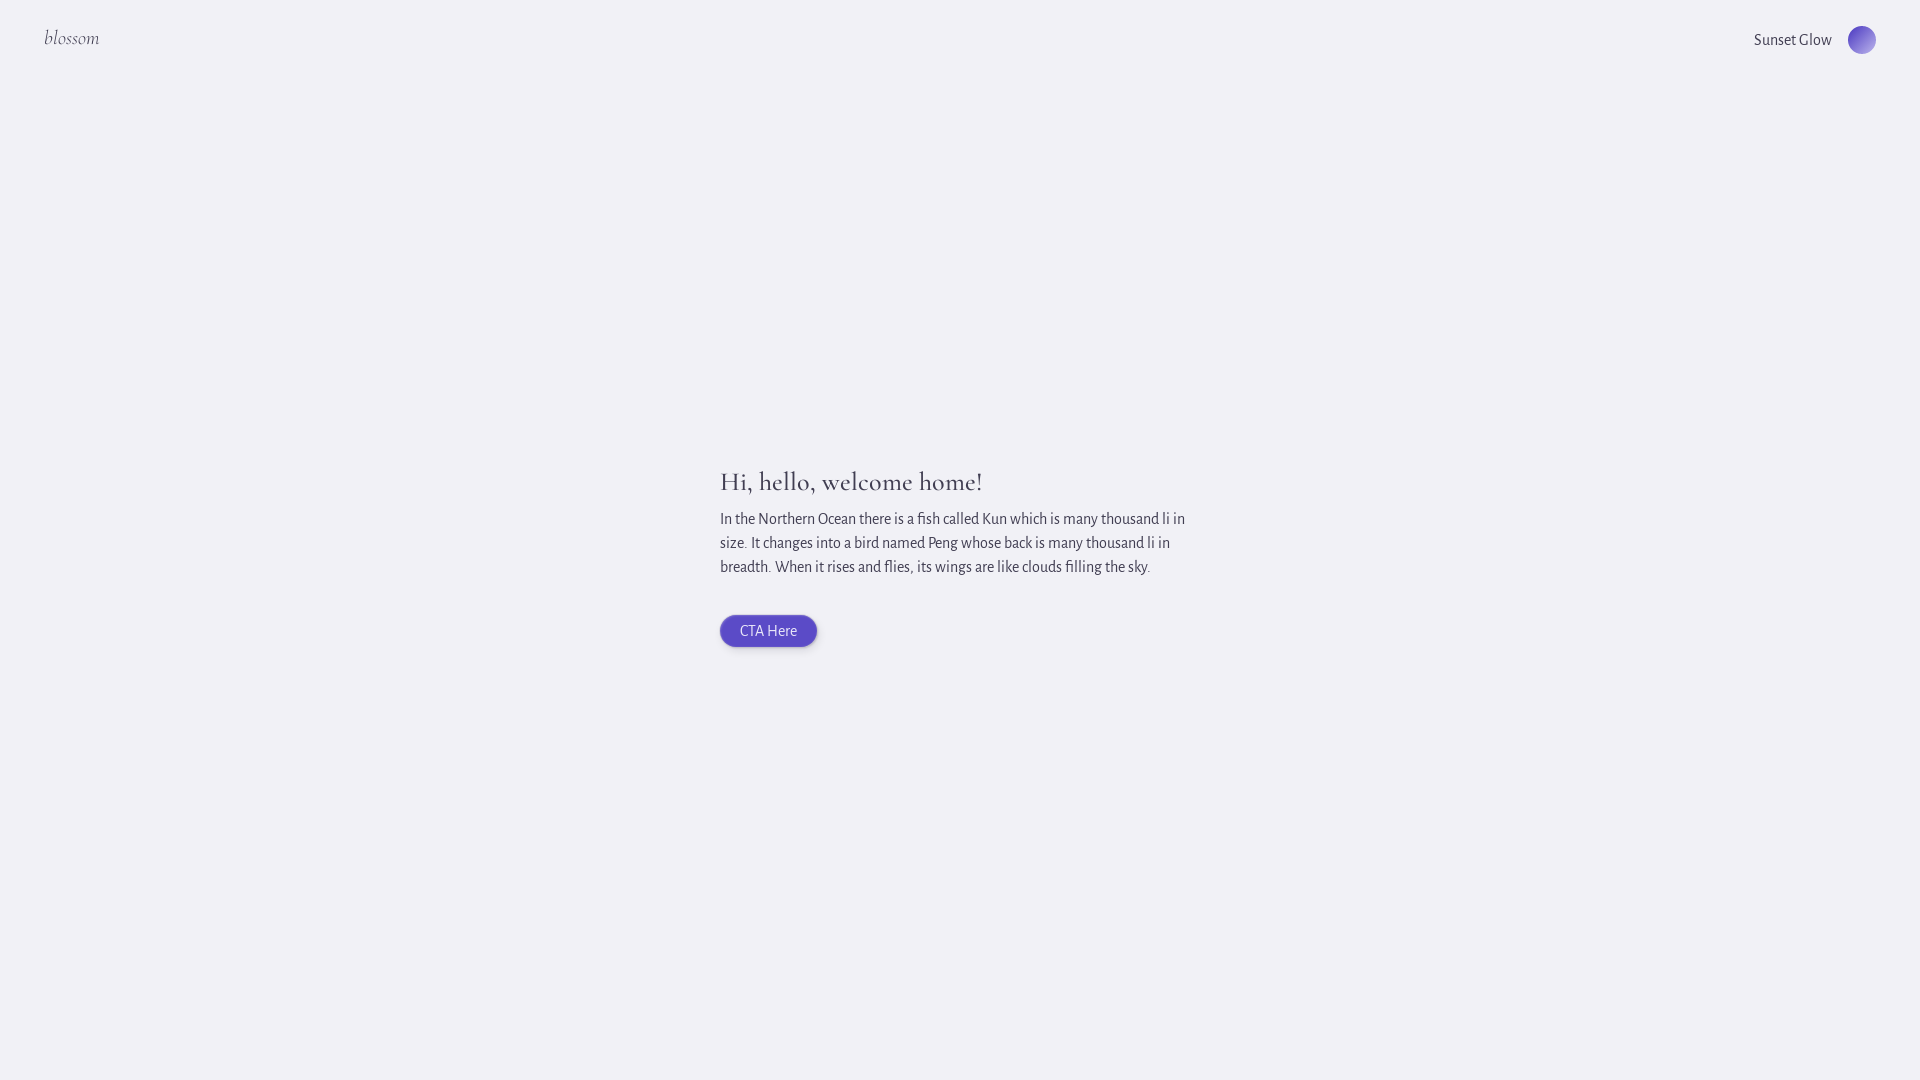 blossom
Sunset Glow
Hi, hello, welcome home!
In the Northern Ocean there is a fish called Kun which is many thousand li in
size. It changes into a bird named Peng whose back is many thousand li in
breadth. When it rises and flies, its wings are like clouds filling the sky.
CTA Here